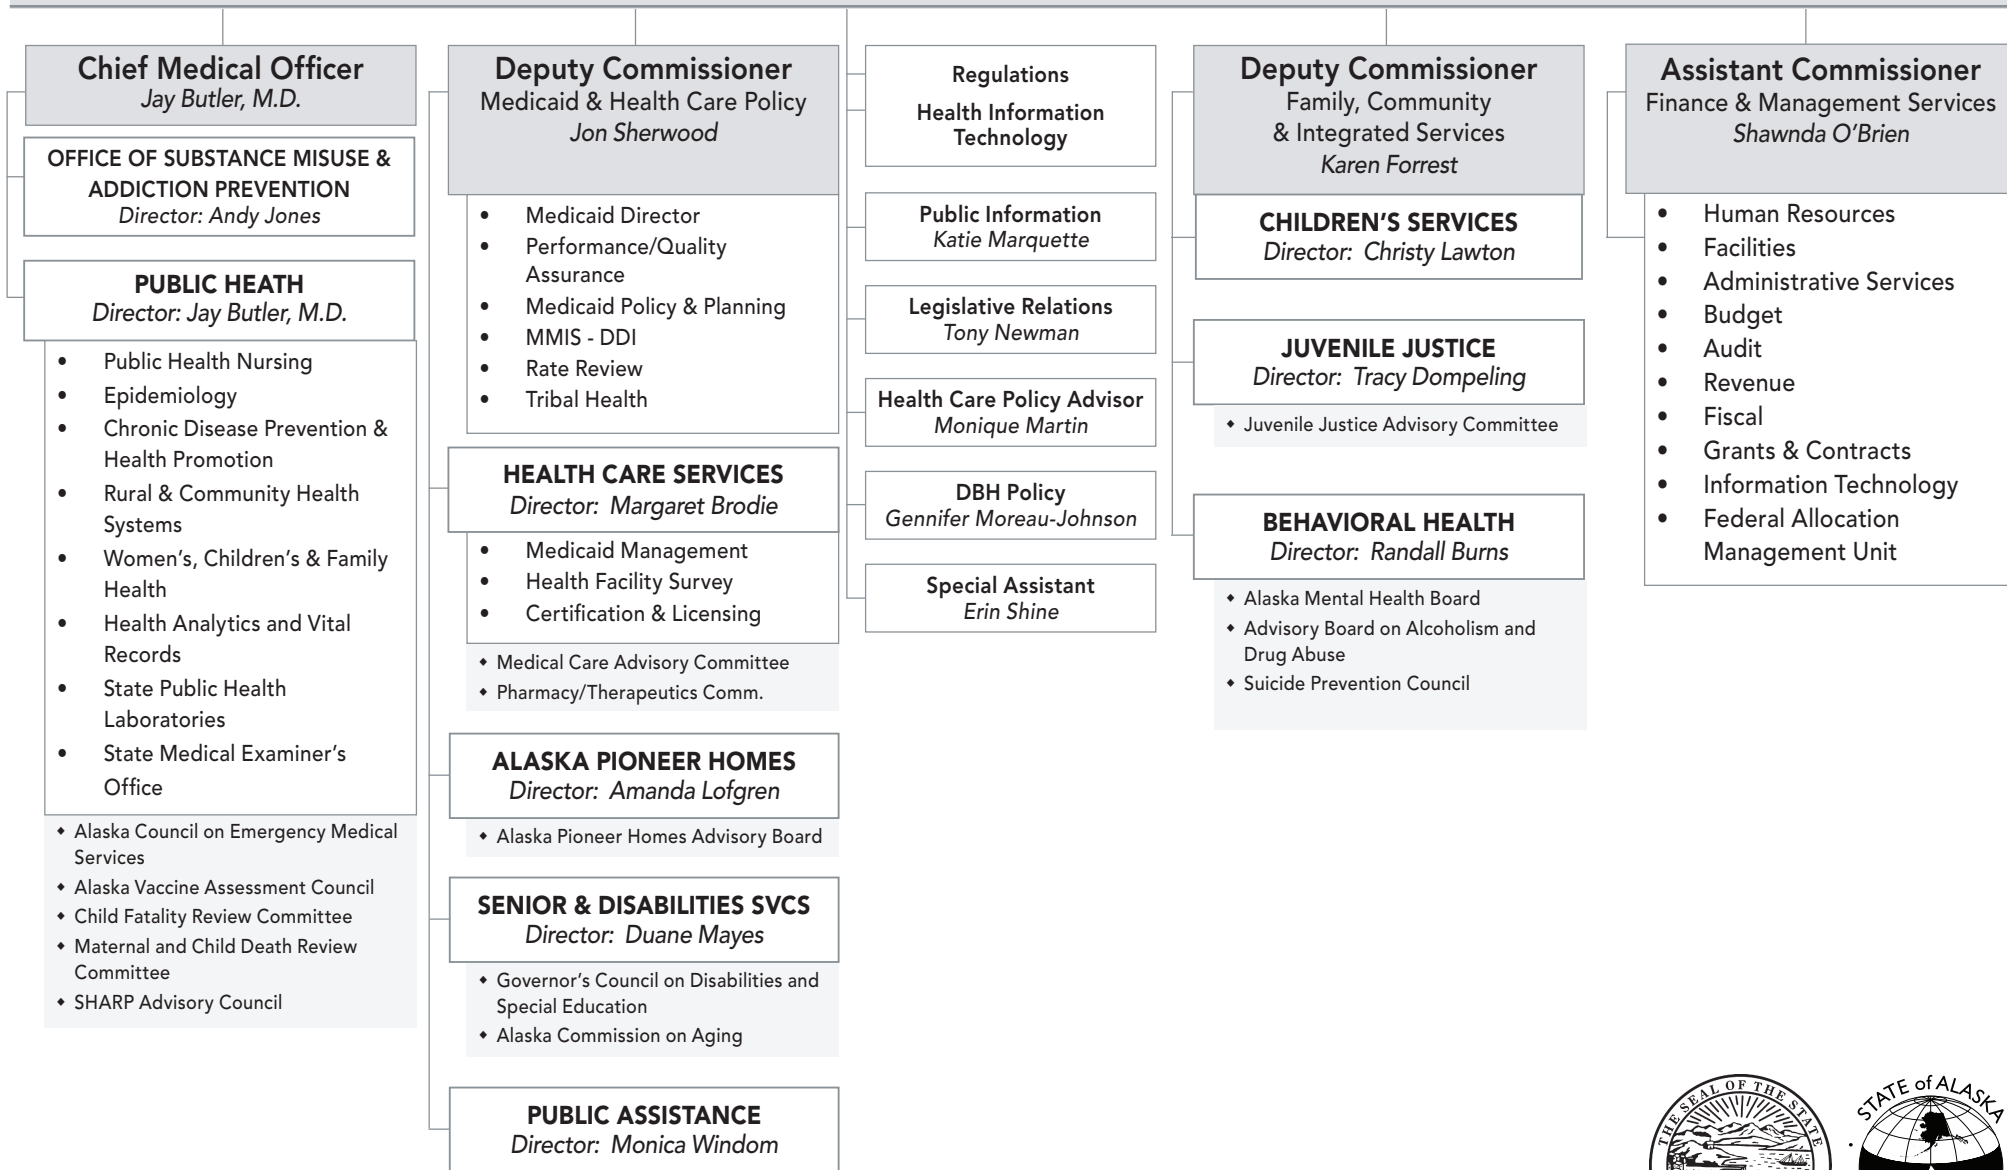 Chief Medical Officer
Jay Butler, M.D.
OFFICE OF SUBSTANCE MISUSE &
ADDICTION PREVENTION
Director: Andy Jones
PUBLIC HEATH
Director: Jay Butler, M.D.
• Public Health Nursing
• Epidemiology
• Chronic Disease Prevention &
Health Promotion
• Rural & Community Health
Systems
• Women’s, Children’s & Family
Health
• Health Analytics and Vital
Records
• State Public Health
Laboratories
• State Medical Examiner’s
Office
◆ Alaska Council on Emergency Medical
Services
◆ Alaska Vaccine Assessment Council
◆ Child Fatality Review Committee
◆ Maternal and Child Death Review
Committee
◆ SHARP Advisory Council
Deputy Commissioner
Medicaid & Health Care Policy
Jon Sherwood
• Medicaid Director
• Performance/Quality
Assurance
• Medicaid Policy & Planning
• MMIS - DDI
• Rate Review
• Tribal Health
HEALTH CARE SERVICES
Director: Margaret Brodie
• Medicaid Management
• Health Facility Survey
• Certification & Licensing
◆ Medical Care Advisory Committee
◆ Pharmacy/Therapeutics Comm.
ALASKA PIONEER HOMES
Director: Amanda Lofgren
◆ Alaska Pioneer Homes Advisory Board
SENIOR & DISABILITIES SVCS
Director: Duane Mayes
◆ Governor’s Council on Disabilities and
Special Education
◆ Alaska Commission on Aging
PUBLIC ASSISTANCE
Director: Monica Windom
Regulations
Health Information
Technology
Public Information
Katie Marquette
Legislative Relations
Tony Newman
Health Care Policy Advisor
Monique Martin
DBH Policy
Gennifer Moreau-Johnson
Special Assistant
Erin Shine
Deputy Commissioner
Family, Community
& Integrated Services
Karen Forrest
CHILDREN’S SERVICES
Director: Christy Lawton
JUVENILE JUSTICE
Director: Tracy Dompeling
◆ Juvenile Justice Advisory Committee
BEHAVIORAL HEALTH
Director: Randall Burns
◆ Alaska Mental Health Board
◆ Advisory Board on Alcoholism and
Drug Abuse
◆ Suicide Prevention Council
Assistant Commissioner
Finance & Management Services
Shawnda O’Brien
• Human Resources
• Facilities
• Administrative Services
• Budget
• Audit
• Revenue
• Fiscal
• Grants & Contracts
• Information Technology
• Federal Allocation
Management Unit
THE SEAL OF THE STATE
STATE of ALASKA